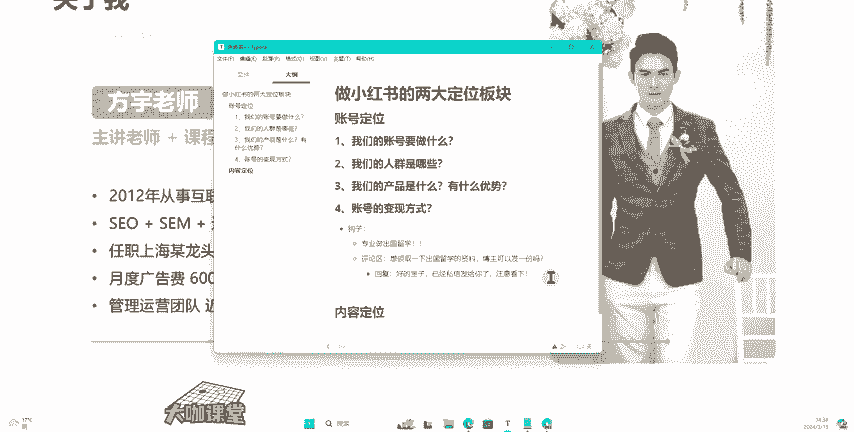 关于我
方宇老师
主讲老师 + 课程
• 2012年从事互联
• SEO + SEM +
• 任职上海某龙头
• 月度广告费 600
• 管理运营团队 近
大咖课堂
文件(F) 编辑(E) 段落(P) 格式(O) 视图(V) 主题(T) 帮助(H)
文件 大纲
做小红书的两大定位板块
账号定位
1、我们的账号要做什么?
2、我们的人群是哪些?
3、我们的产品是什么?有
什么优势?
4、账号的变现方式?
内容定位
做小红书的两大定位板块
账号定位
1、我们的账号要做什么?
2、我们的人群是哪些?
3、我们的产品是什么?有什么优势?
4、账号的变现方式?
• 钩子:
专业做出国留学!!
评论区:想领取一下出国留学的资料,博主可以发一份吗?
回复:好的宝子,已经私信发给你了,注意看下!
内容定位
17°C
搜索